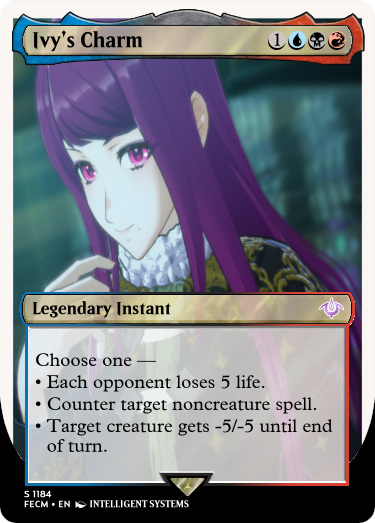 Ivy's Charm 1
Legendary Instant
Choose one —
• Each opponent loses 5 life.
• Counter target noncreature spell.
• Target creature gets -5/-5 until end
of turn.
S 1184
FECM • EN INTELLIGENT SYSTEMS